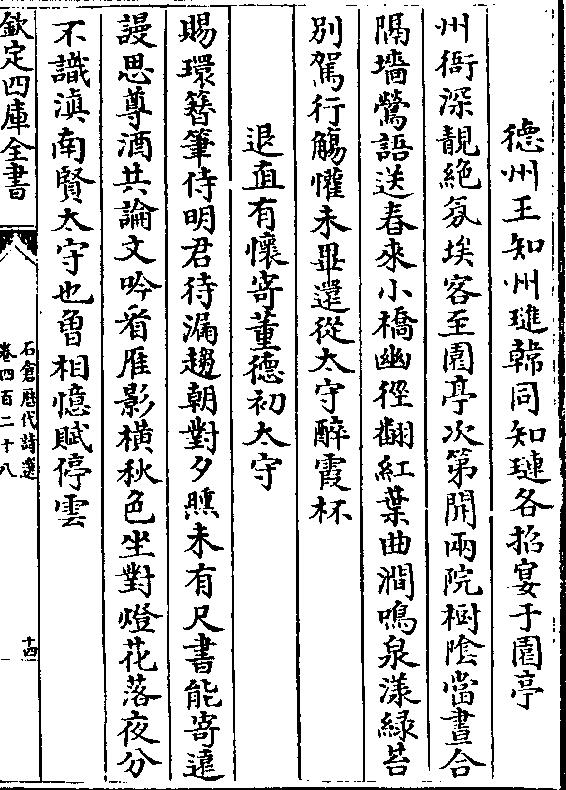 德州王知州璡韓同知璉各招宴于園亭
州衙深靚絶氛埃客至園亭次第開兩院樹陰當晝合
隔墻鶯語送春來小橋幽徑翻紅葉曲澗鳴泉漾緑苔
别駕行觴懽未畢還從太守醉霞杯
退直有懷寄董德初太守
賜環簮筆侍明君待漏趨朝對夕曛未有尺書能寄遠
謾思尊酒共論文吟看雁影横秋色坐對燈花落夜分
不識滇南賢太守也曽相憶賦停雲
欽定四庫全書
石倉歴代詩選
卷四百二十八
十四